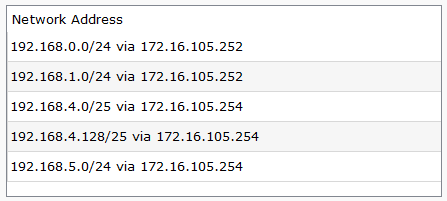 Network Address
192.168.0.0/24 via 172.16.105.252
192.168.1.0/24 via 172.16.105.252
192.168.4.0/25 via 172.16.105.254
192.168.4.128/25 via 172.16.105.254
192.168.5.0/24 via 172.16.105.254